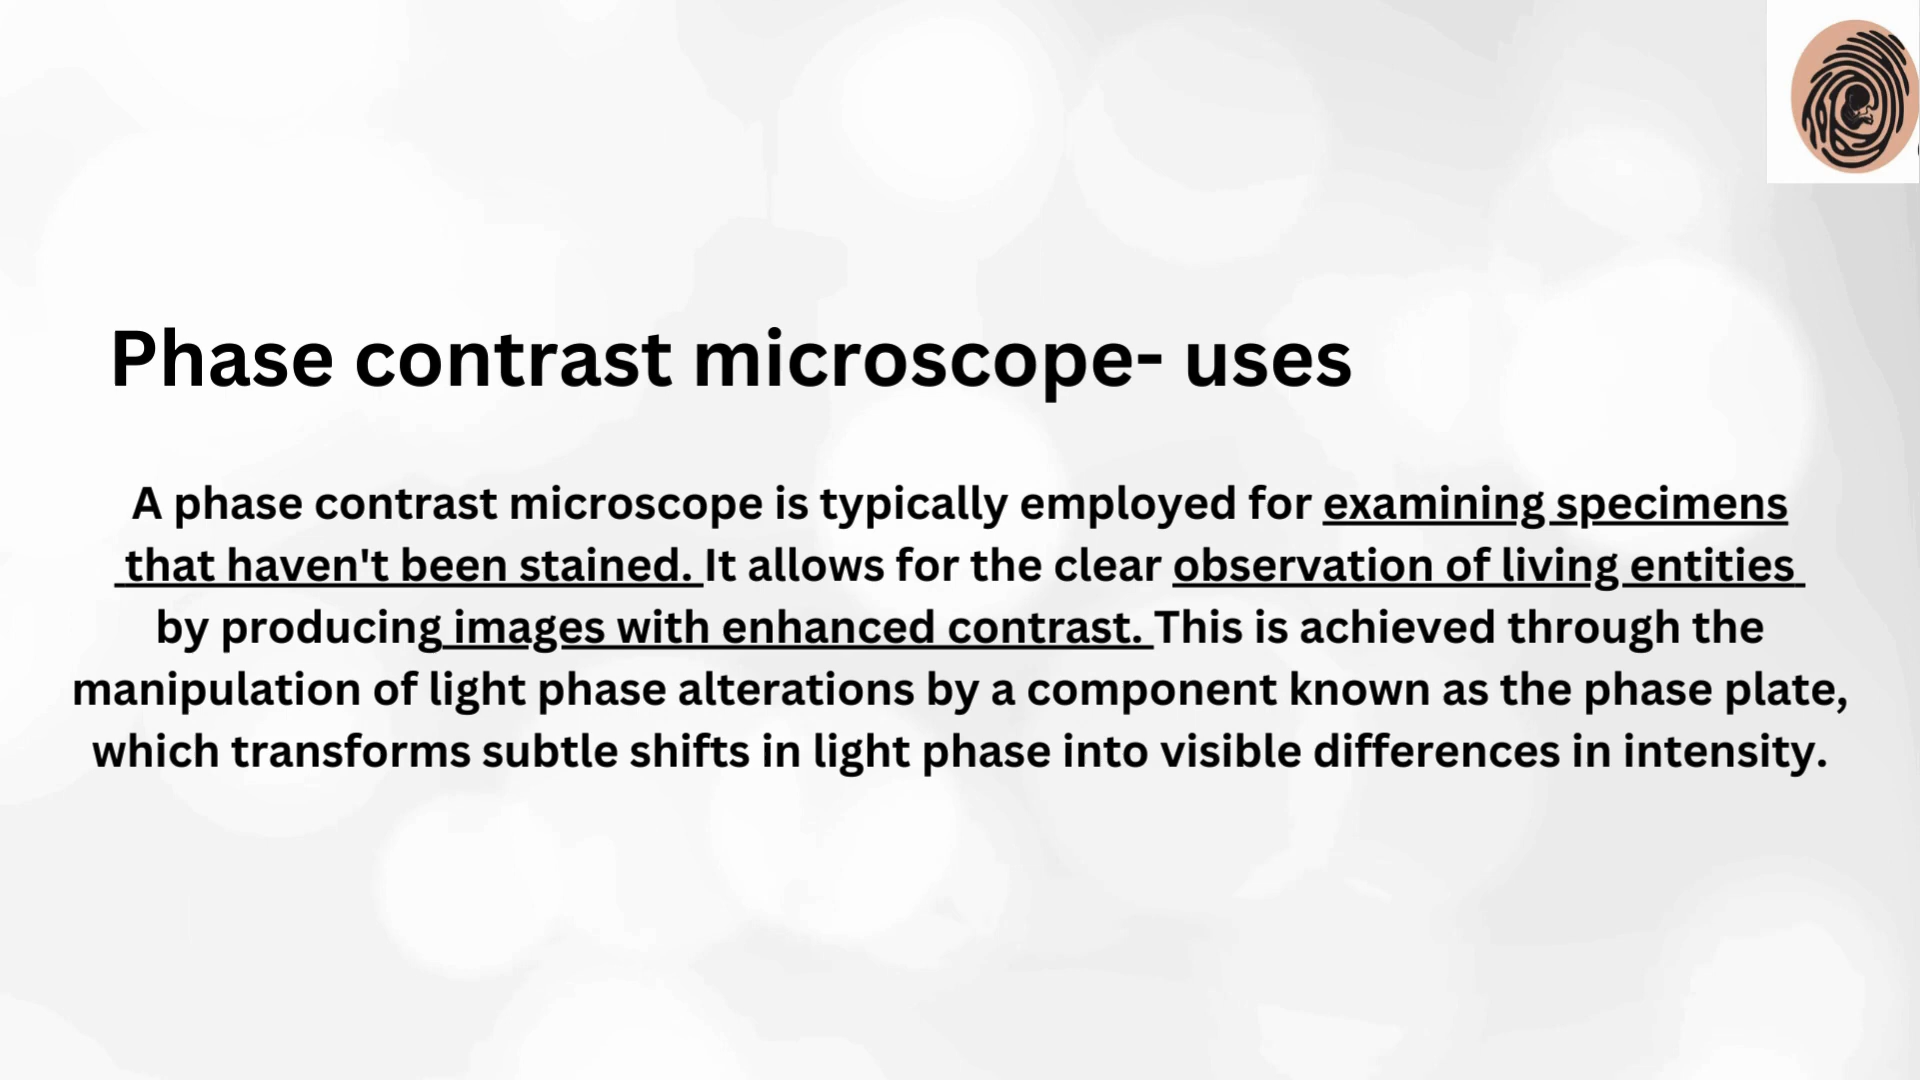 Phase contrast microscope- uses
A phase contrast microscope is typically employed for examining specimens
that haven't been stained. It allows for the clear observation of living entities
by producing images with enhanced contrast. This is achieved through the
manipulation of light phase alterations by a component known as the phase plate,
which transforms subtle shifts in light phase into visible differences in intensity.